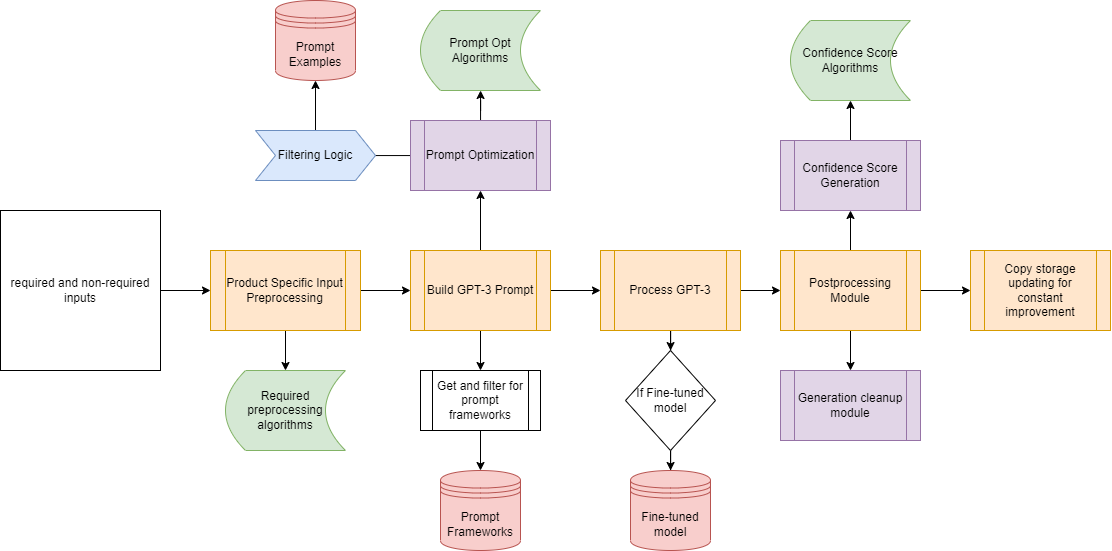 Prompt
Examples
Prompt Opt
Algorithms
Confidence Score
Algorithms
Filtering Logic
Prompt Optimization
Confidence Score
Generation
required and non-required
inputs
Product Specific Input
Preprocessing
Build GPT-3 Prompt
Process GPT-3
Postprocessing
Module
Copy storage
updating for
constant
improvement
Required
preprocessing
algorithms
Get and filter for
prompt
frameworks
If Fine-tuned
model
Generation cleanup
module
Prompt
Frameworks
Fine-tuned
model